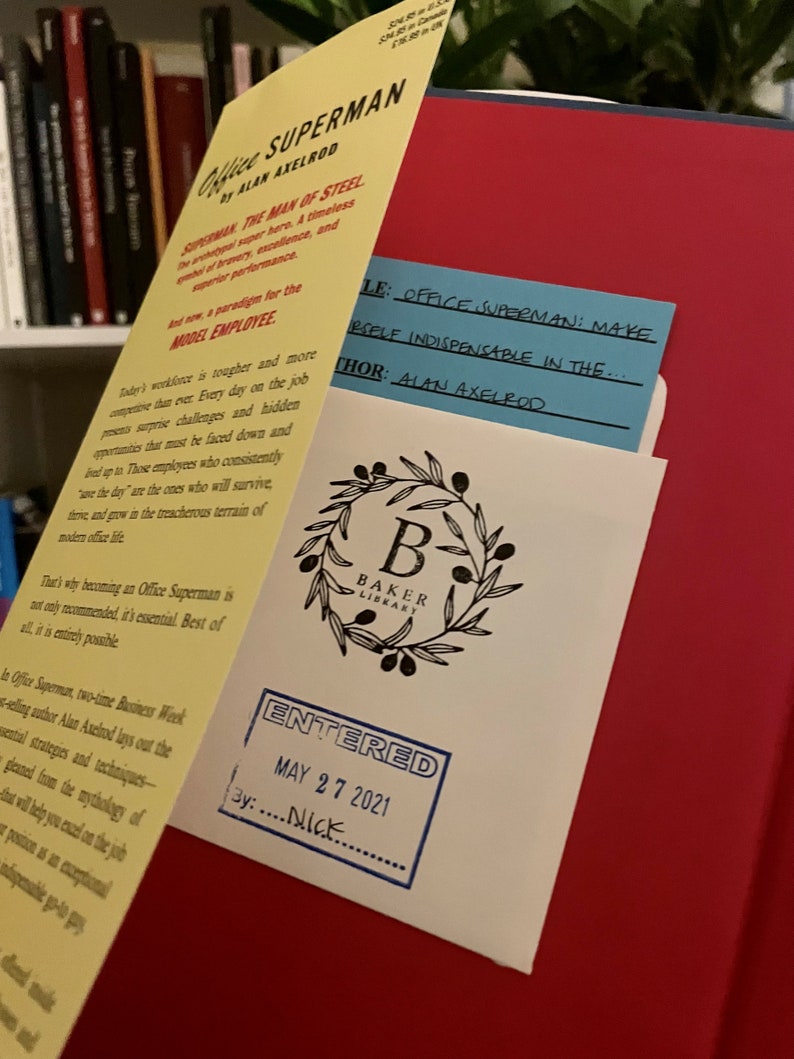 $24.95 in U.S.A.
$34.95 in Canada
£16.99 in UK
Office SUPERMAN
by ALAN AXELROD
SUPERMAN. THE MAN OF STEEL.
The archetypal super hero. A timeless
symbol of bravery, excellence, and
superior performance.
And now, a paradigm for the
MODEL EMPLOYEE.
Today's workforce is tougher and more
competitive than ever. Every day on the job
presents surprise challenges and hidden
opportunities that must be faced down and
lived up to. Those employees who consistently
"save the day" are the ones who will survive,
thrive, and grow in the treacherous terrain of
modern office life.
That's why becoming an Office Superman is
not only recommended, it's essential. Best of
all, it is entirely possible.
In Office Superman, two-time Business Week
st-selling author Alan Axelrod lays out the
ssential strategies and techniques—
gleaned from the mythology of
-that will help you excel on the job
r position as an exceptional
indispensable go-to guy.
LE: OFFICE SUPERMAN: MAKE
RSELF INDISPENSABLE IN THE...
THOR: ALAN AXELROD
B
BAKER
LIBRARY
ENTERED
MAY 27 2021
By: ....NICK..........